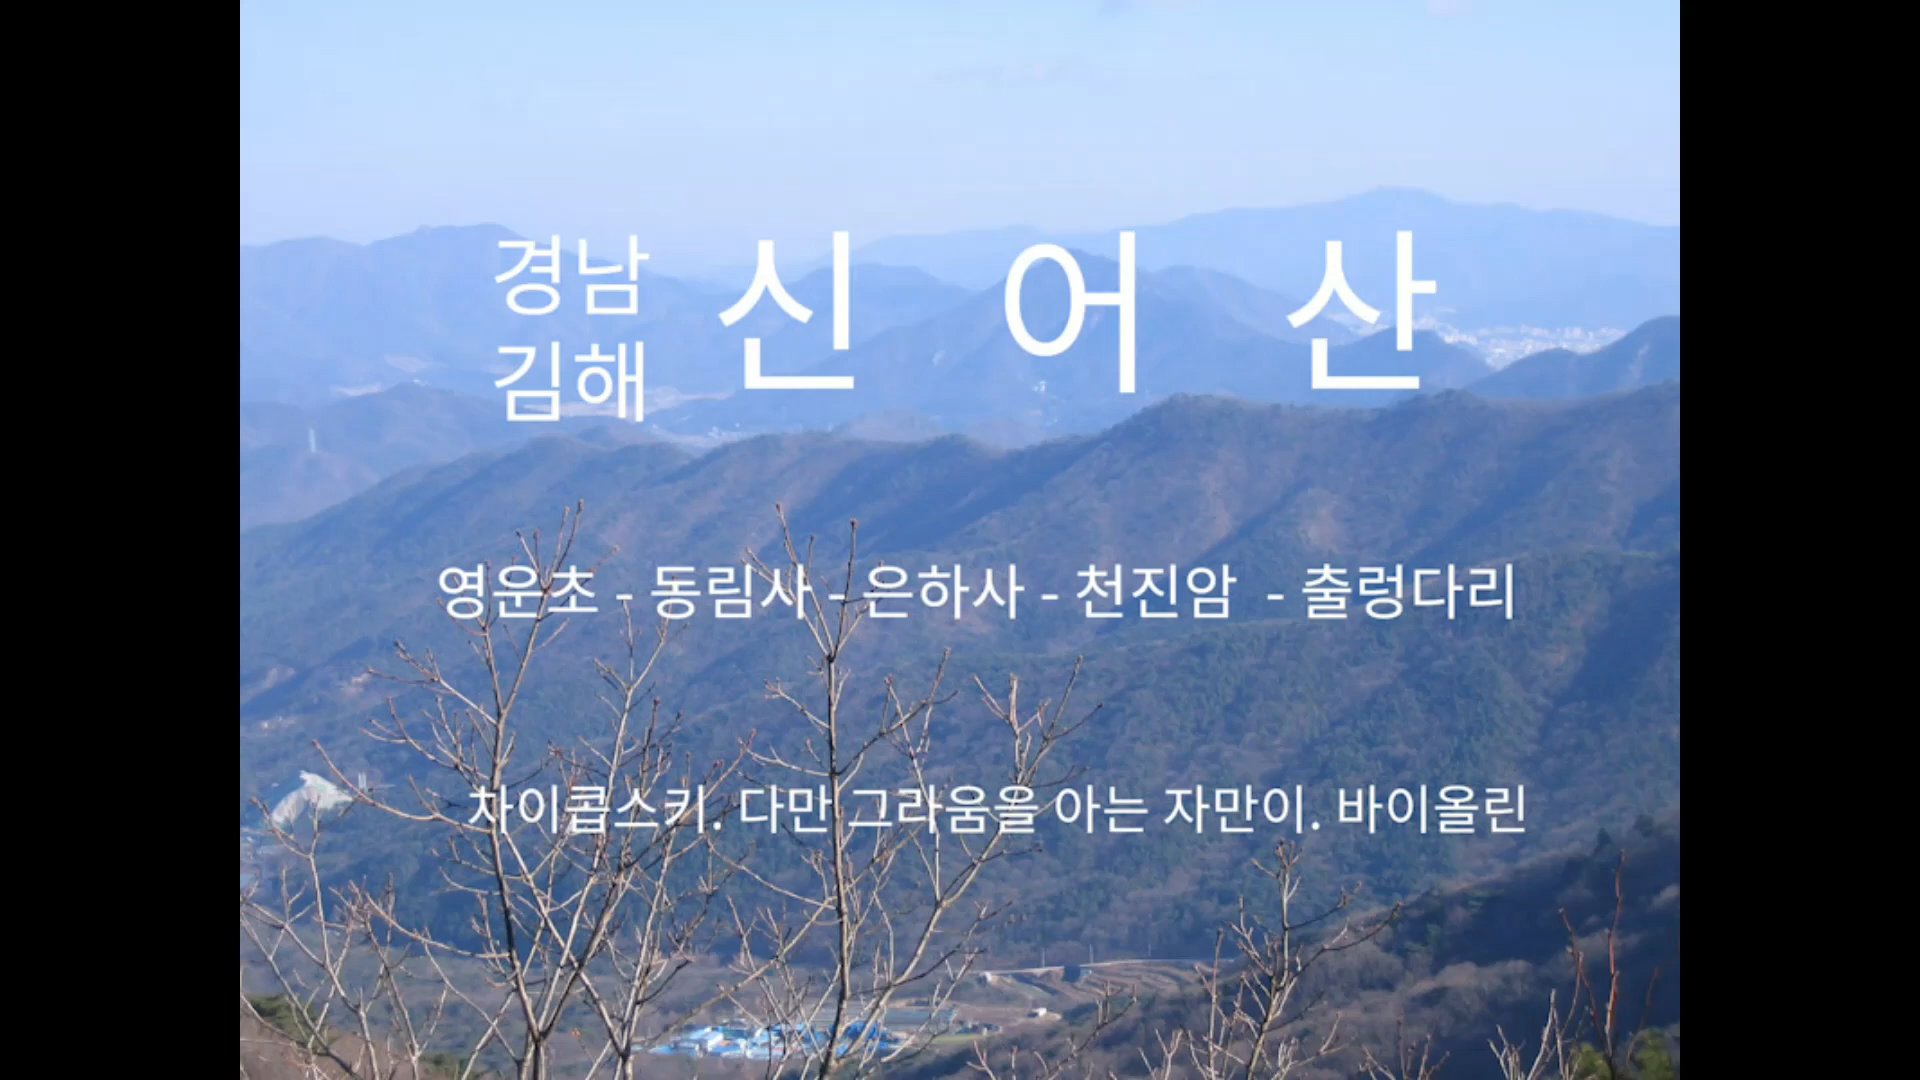 경남 김해
신 어 산
영운초 - 동림사 - 은하사 - 천진암 - 출렁다리
차이콥스키. 다만 그라움을 아는 자만이. 바이올린